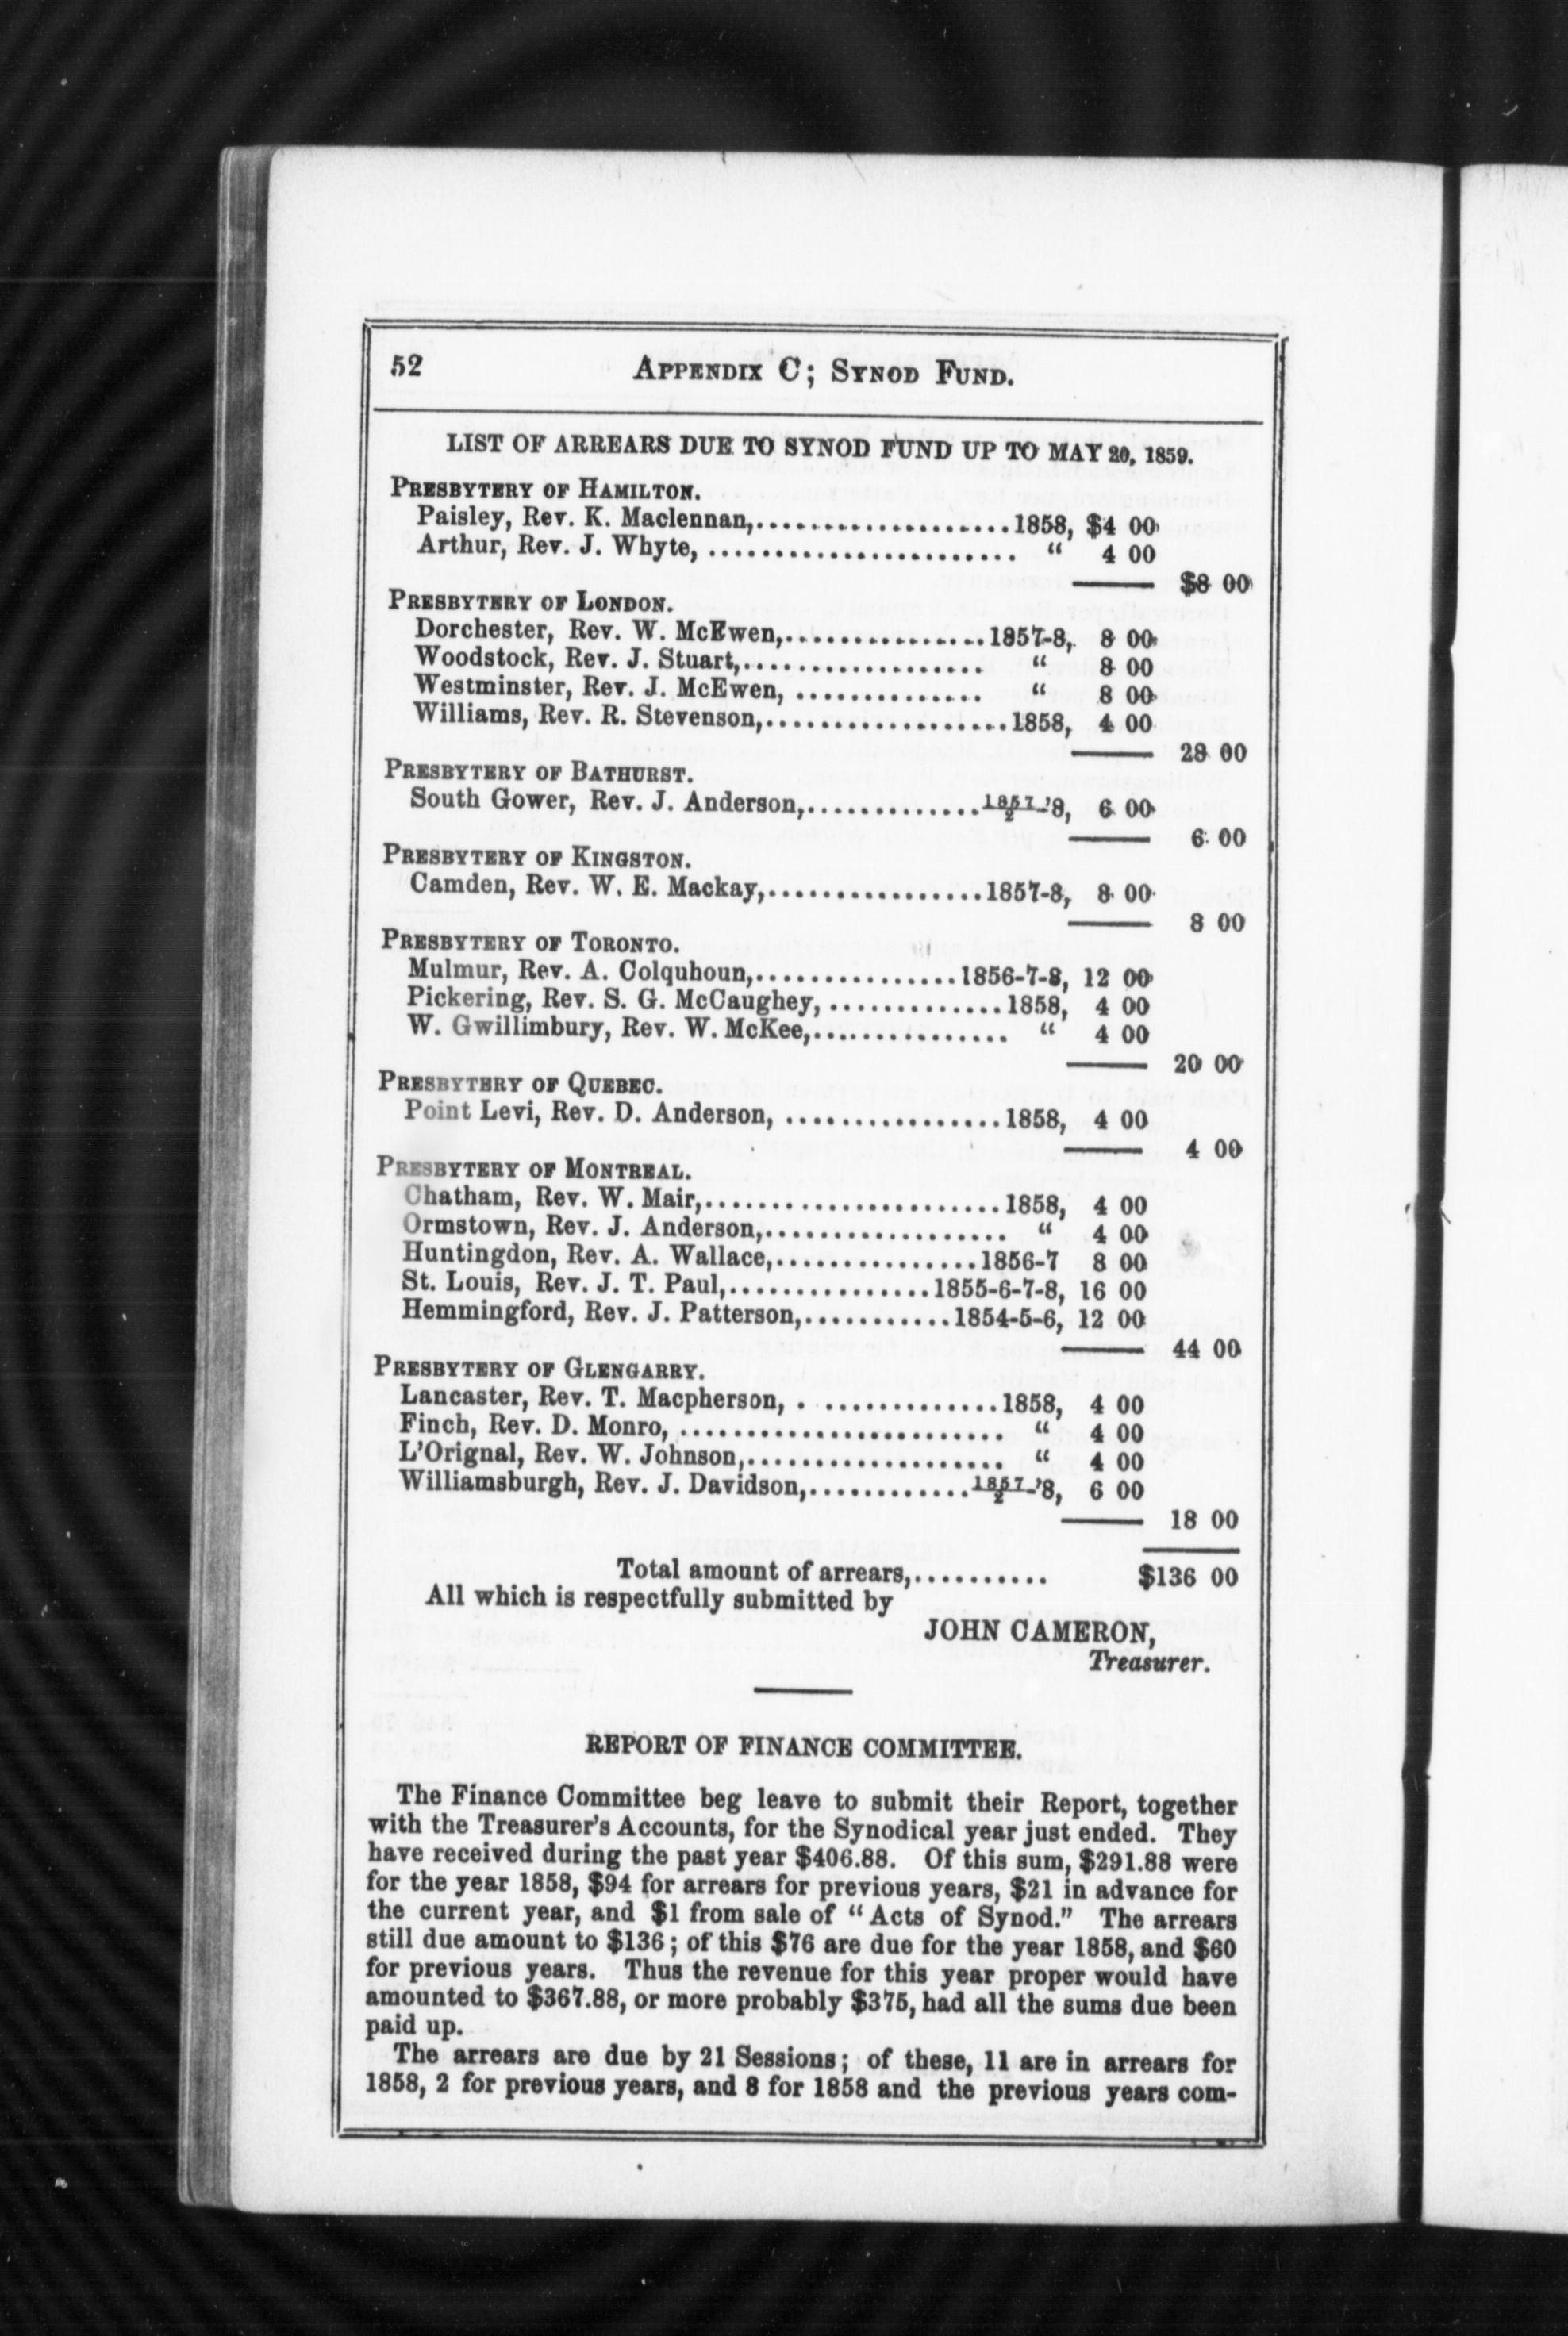 52 APPENDIX C; SYNOD FUND.
LIST OF ARREARS DUE TO SYNOD FUND UP TO MAY 20, 1859.
PRESBYTERY OF HAMILTON.
Paisley, Rev. K. Maclennan,...................1858, $4 00
Arthur, Rev. J. Whyte, ....................... " 4 00
$8 00
PRESBYTERY OF LONDON.
Dorchester, Rev. W. McEwen,...............1857-8, 8 00
Woodstock, Rev. J. Stuart,.................. " 8 00
Westminster, Rev. J. McEwen, .............. " 8 00
Williams, Rev. R. Stevenson,..................1858, 4 00
28 00
PRESBYTERY OF BATHURST.
South Gower, Rev. J. Anderson,.............1857/2-'8, 6 00
6 00
PRESBYTERY OF KINGSTON.
Camden, Rev. W. E. Mackay,................1857-8, 8 00
8 00
PRESBYTERY OF TORONTO.
Mulmur, Rev. A. Colquhoun,...............1856-7-8, 12 00
Pickering, Rev. S. G. McCaughey, .............1858, 4 00
W. Gwillimbury, Rev. W. McKee,............... " 4 00
20 00
PRESBYTERY OF QUEBEC.
Point Levi, Rev. D. Anderson, ................1858, 4 00
4 00
PRESBYTERY OF MONTREAL.
Chatham, Rev. W. Mair,......................1858, 4 00
Ormstown, Rev. J. Anderson,.................. " 4 00
Huntingdon, Rev. A. Wallace,...............1856-7 8 00
St. Louis, Rev. J. T. Paul,...............1855-6-7-8, 16 00
Hemmingford, Rev. J. Patterson,...........1854-5-6, 12 00
44 00
PRESBYTERY OF GLENGARRY.
Lancaster, Rev. T. Macpherson, . .............1858, 4 00
Finch, Rev. D. Monro, ........................ " 4 00
L'Orignal, Rev. W. Johnson,................... " 4 00
Williamsburgh, Rev. J. Davidson,............1857/2-'8, 6 00
18 00
Total amount of arrears,.......... $136 00
All which is respectfully submitted by
JOHN CAMERON,
Treasurer.
REPORT OF FINANCE COMMITTEE.
The Finance Committee beg leave to submit their Report, together
with the Treasurer's Accounts, for the Synodical year just ended. They
have received during the past year $406.88. Of this sum, $291.88 were
for the year 1858, $94 for arrears for previous years, $21 in advance for
the current year, and $1 from sale of "Acts of Synod." The arrears
still due amount to $136; of this $76 are due for the year 1858, and $60
for previous years. Thus the revenue for this year proper would have
amounted to $367.88, or more probably $375, had all the sums due been
paid up.
The arrears are due by 21 Sessions; of these, 11 are in arrears for
1858, 2 for previous years, and 8 for 1858 and the previous years com-